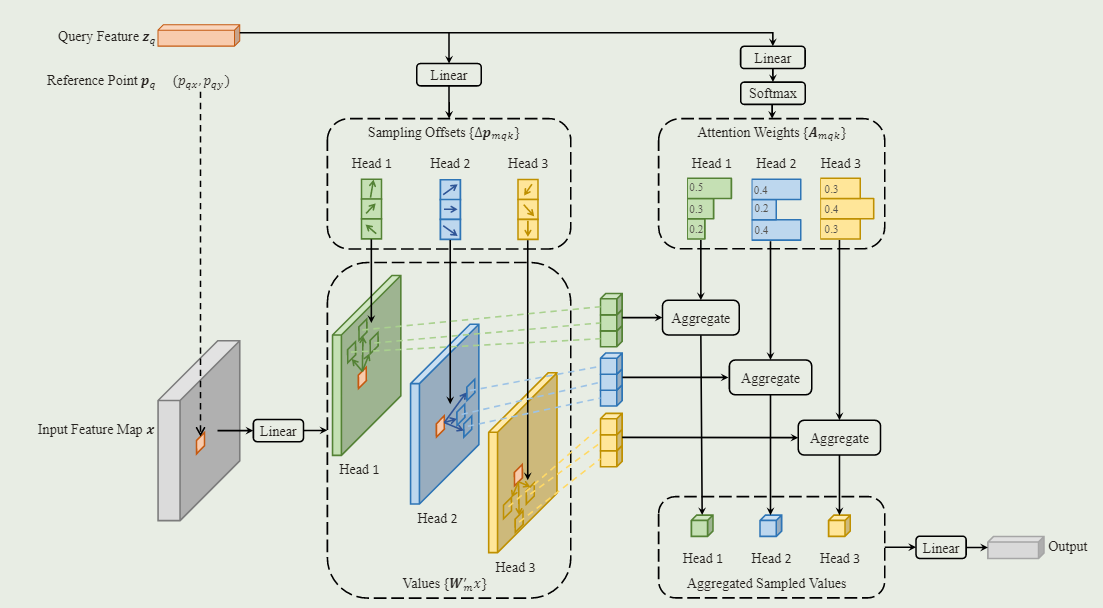 Query Feature z_q
Reference Point p_q (p_qx, p_qy)
Linear
Linear
Softmax
Sampling Offsets {Δp_mqk}
Head 1 Head 2 Head 3
Attention Weights {A_mqk}
Head 1 Head 2 Head 3
0.5 0.4 0.3
0.3 0.2 0.4
0.2 0.4 0.3
Aggregate
Aggregate
Aggregate
Input Feature Map x
Linear
Head 1
Head 2
Head 3
Values {W'_m x}
Head 1 Head 2 Head 3
Aggregated Sampled Values
Linear
Output